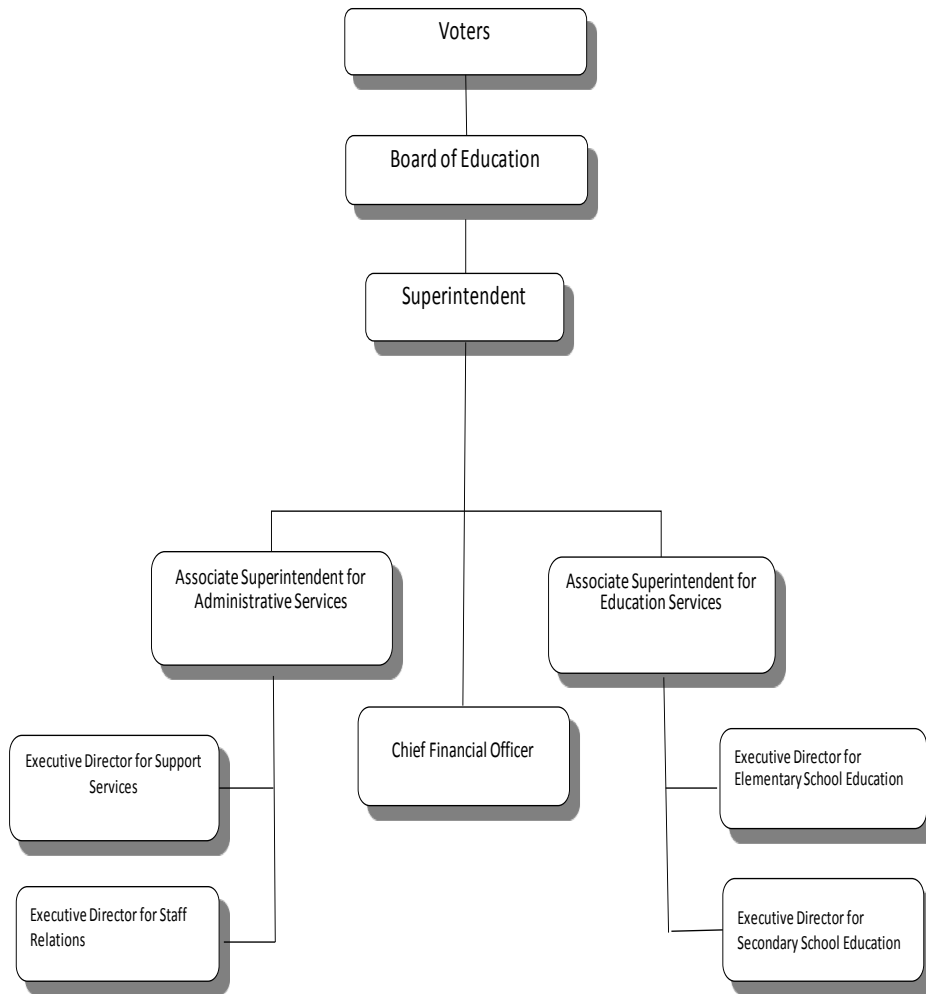 Voters
Board of Education
Superintendent
Associate Superintendent for
Administrative Services
Associate Superintendent for
Education Services
Chief Financial Officer
Executive Director for Support
Services
Executive Director for
Elementary School Education
Executive Director for Staff
Relations
Executive Director for
Secondary School Education